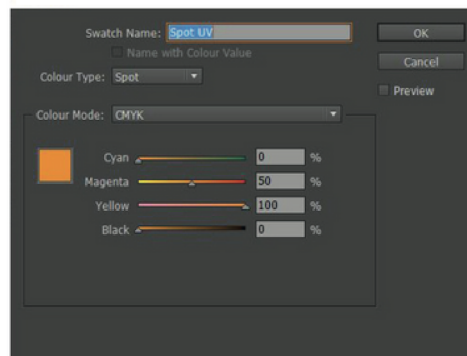 Swatch Name: Spot UV
OK
Name with Colour Value
Cancel
Colour Type: Spot
Preview
Colour Mode: CMYK
Cyan 0 %
Magenta 50 %
Yellow 100 %
Black 0 %